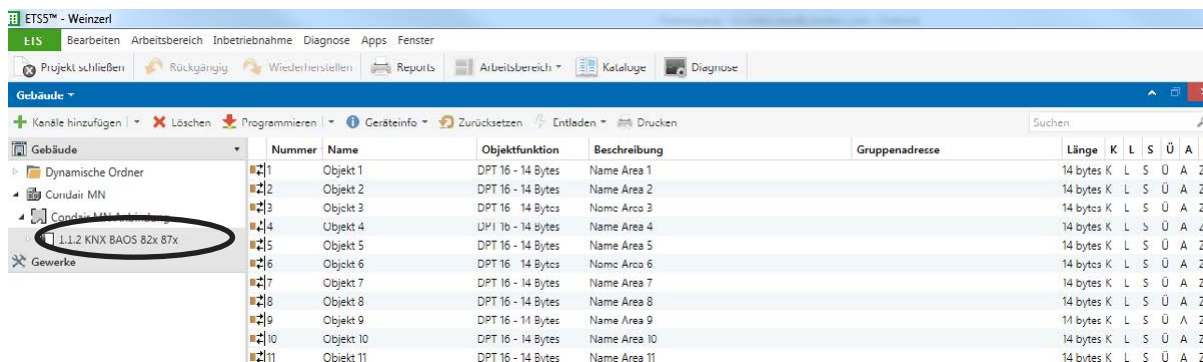 ETS5™ - Weinzerl
ETS Bearbeiten Arbeitsbereich Inbetriebnahme Diagnose Apps Fenster
Projekt schließen Rückgängig Wiederherstellen Reports Arbeitsbereich Kataloge Diagnose
Gebäude
Kanäle hinzufügen Löschen Programmieren Geräteinfo Zurücksetzen Entladen Drucken Suchen
Gebäude Nummer Name Objektfunktion Beschreibung Gruppenadresse Länge K L S Ü A
Dynamische Ordner 1 Objekt 1 DPT 16 - 14 Bytes Name Area 1 14 bytes K L S Ü A Z
Condair MN 2 Objekt 2 DPT 16 - 14 Bytes Name Area 2 14 bytes K L S Ü A Z
Condair MN Anbindung 3 Objekt 3 DPT 16 - 14 Bytes Name Area 3 14 bytes K L S Ü A Z
4 Objekt 4 DPT 16 - 14 Bytes Name Area 4 14 bytes K L S Ü A Z
1.1.2 KNX BAOS 82x 87x 5 Objekt 5 DPT 16 - 14 Bytes Name Area 5 14 bytes K L S Ü A Z
Gewerke 6 Objekt 6 DPT 16 - 14 Bytes Name Area 6 14 bytes K L S Ü A Z
7 Objekt 7 DPT 16 - 14 Bytes Name Area 7 14 bytes K L S Ü A Z
8 Objekt 8 DPT 16 - 14 Bytes Name Area 8 14 bytes K L S Ü A Z
9 Objekt 9 DPT 16 - 14 Bytes Name Area 9 14 bytes K L S Ü A Z
10 Objekt 10 DPT 16 - 14 Bytes Name Area 10 14 bytes K L S Ü A Z
11 Objekt 11 DPT 16 - 14 Bytes Name Area 11 14 bytes K L S Ü A Z